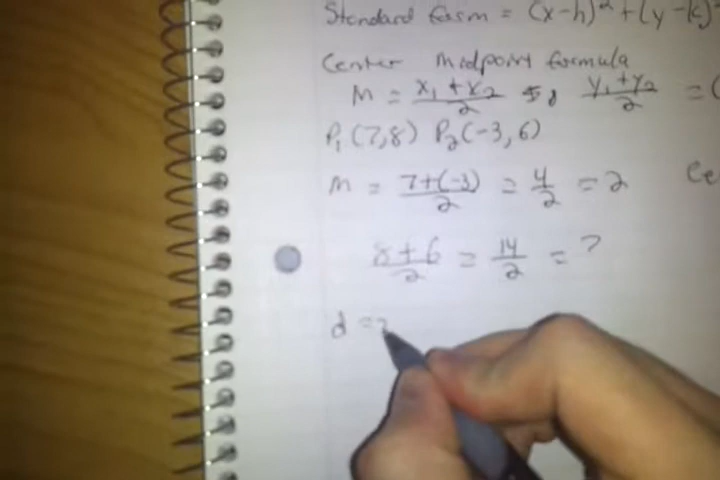 Standard form = (x-h)² + (y-k)
Center Midpoint formula
M = x₁+x₂/2 , y₁+y₂/2 = (
P₁(7,8) P₂(-3,6)
M = 7+(-3)/2 = 4/2 = 2 Ce
8+6/2 = 14/2 = 7
d =